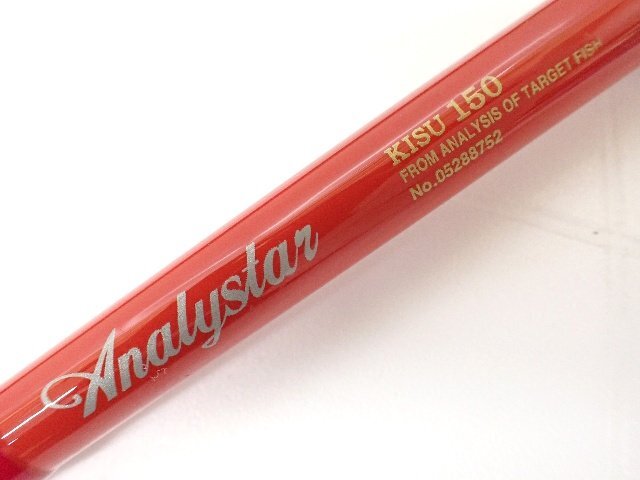 Analystar
KISU 150
FROM ANALYSIS OF TARGET FISH
No.05288752